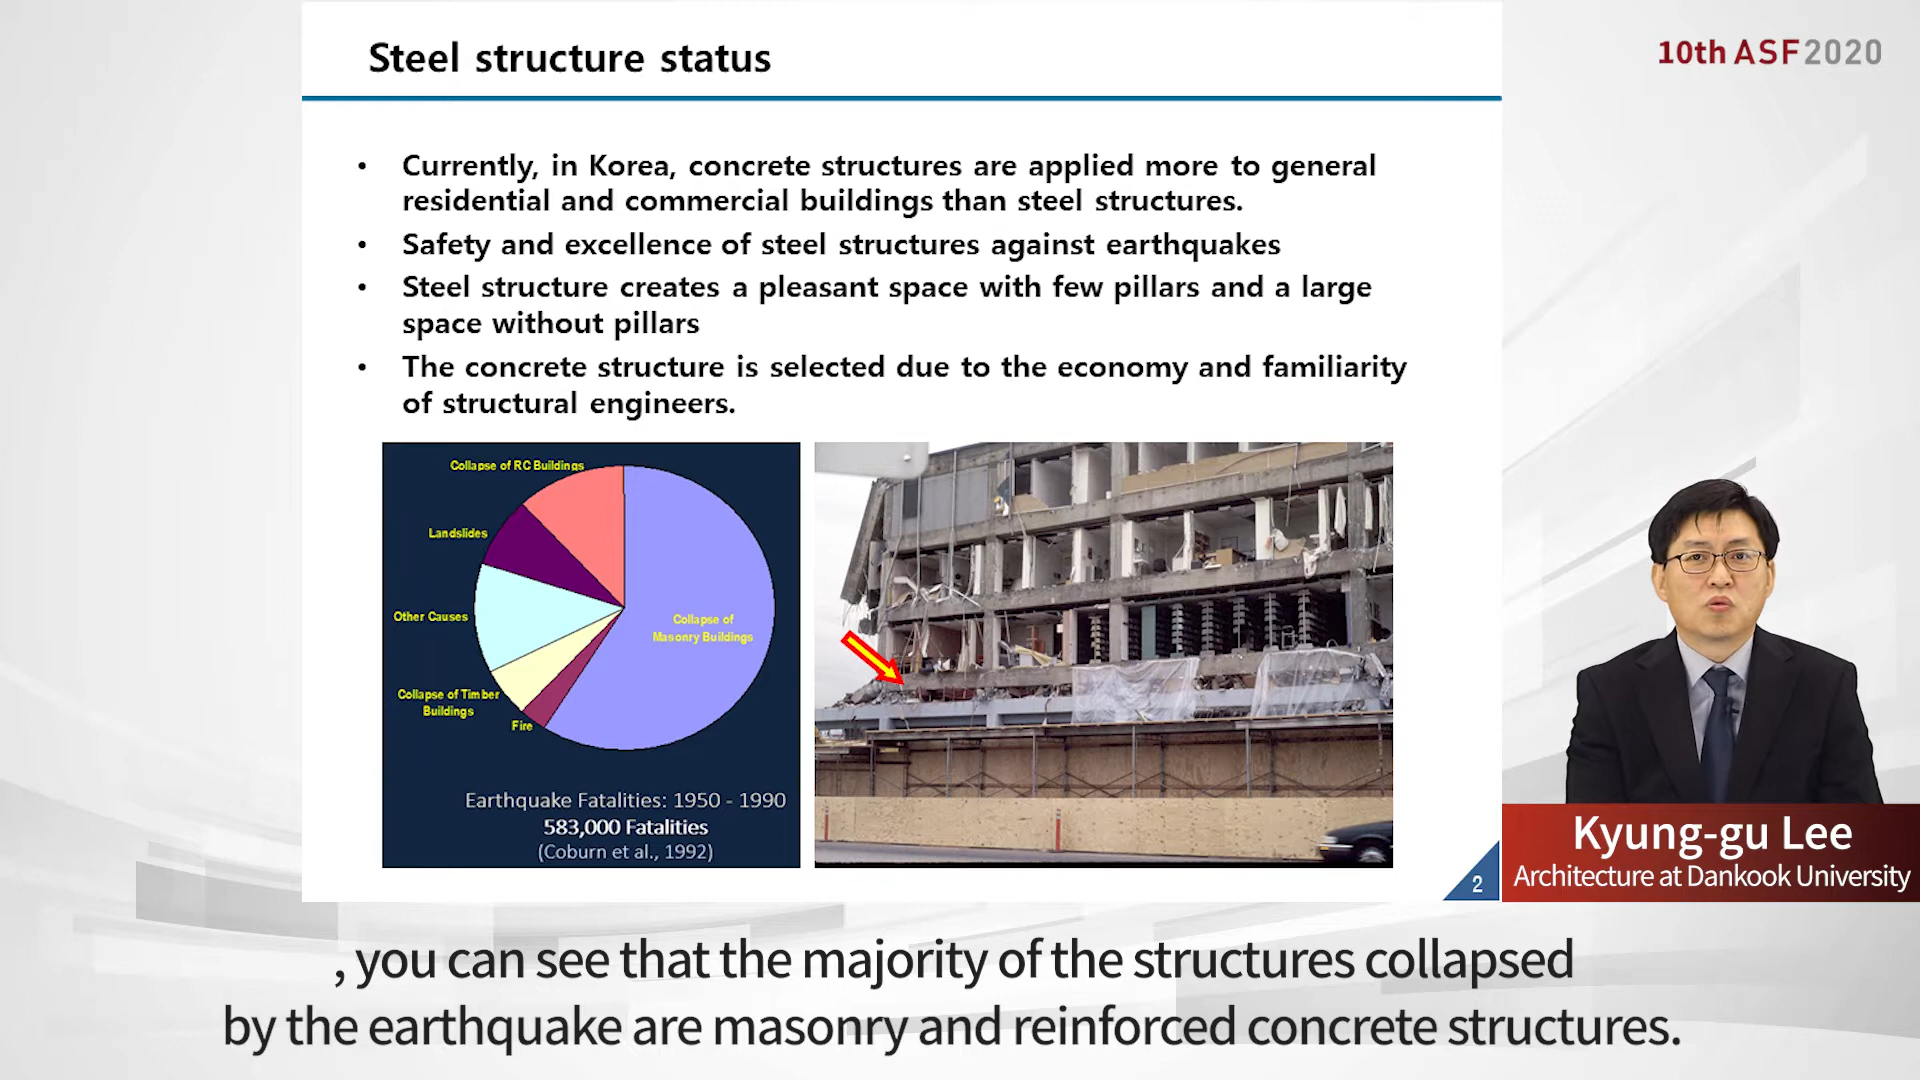 Steel structure status
10th ASF2020
• Currently, in Korea, concrete structures are applied more to general
residential and commercial buildings than steel structures.
• Safety and excellence of steel structures against earthquakes
• Steel structure creates a pleasant space with few pillars and a large
space without pillars
• The concrete structure is selected due to the economy and familiarity
of structural engineers.
Collapse of RC Buildings
Landslides
Other Causes
Collapse of
Masonry Buildings
Collapse of Timber
Buildings
Fire
Earthquake Fatalities: 1950 - 1990
583,000 Fatalities
(Coburn et al., 1992)
2
Kyung-gu Lee
Architecture at Dankook University
, you can see that the majority of the structures collapsed
by the earthquake are masonry and reinforced concrete structures.